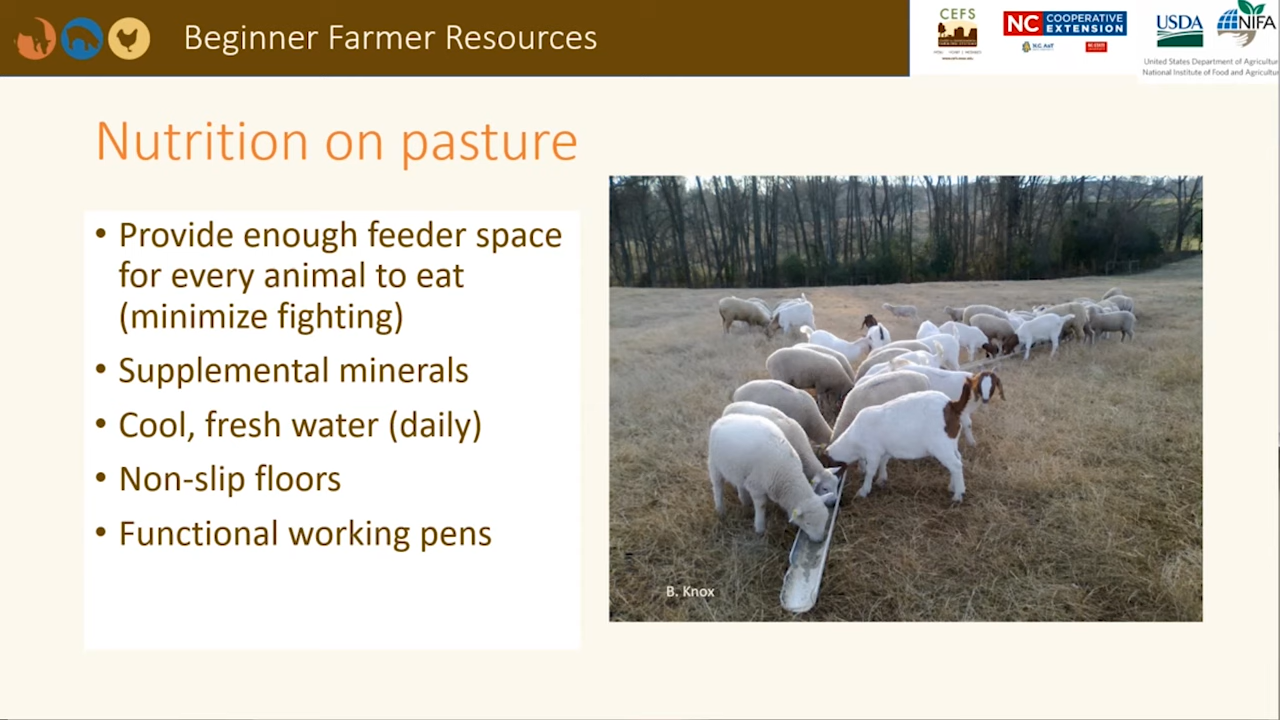 Beginner Farmer Resources
CEFS
NC COOPERATIVE
EXTENSION
USDA
NIFA
United States Department of Agricultur
National Institute of Food and Agricultu
Nutrition on pasture
• Provide enough feeder space
for every animal to eat
(minimize fighting)
• Supplemental minerals
• Cool, fresh water (daily)
• Non-slip floors
• Functional working pens
B. Knox